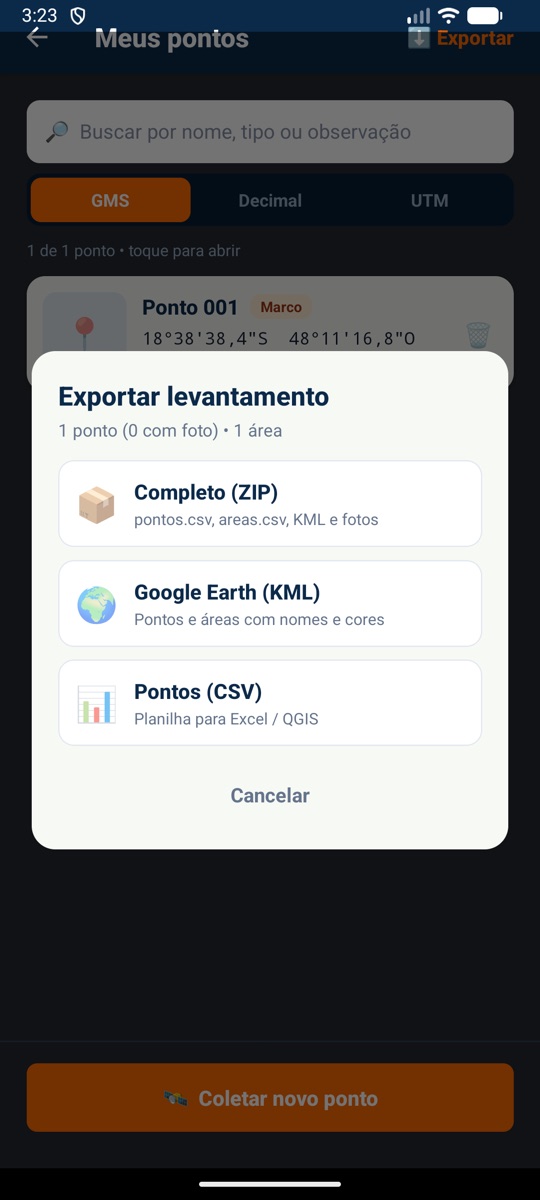 3:23
Meus pontos
Exportar
Buscar por nome, tipo ou observação
GMS
Decimal
UTM
1 de 1 ponto • toque para abrir
Ponto 001
Marco
18°38'38,4"S 48°11'16,8"O
Exportar levantamento
1 ponto (0 com foto) • 1 área
Completo (ZIP)
pontos.csv, areas.csv, KML e fotos
Google Earth (KML)
Pontos e áreas com nomes e cores
Pontos (CSV)
Planilha para Excel / QGIS
Cancelar
Coletar novo ponto